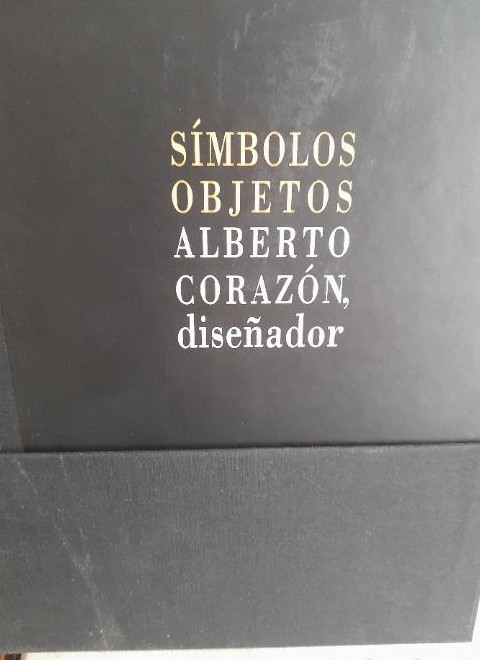 SÍMBOLOS
OBJETOS
ALBERTO
CORAZÓN,
diseñador